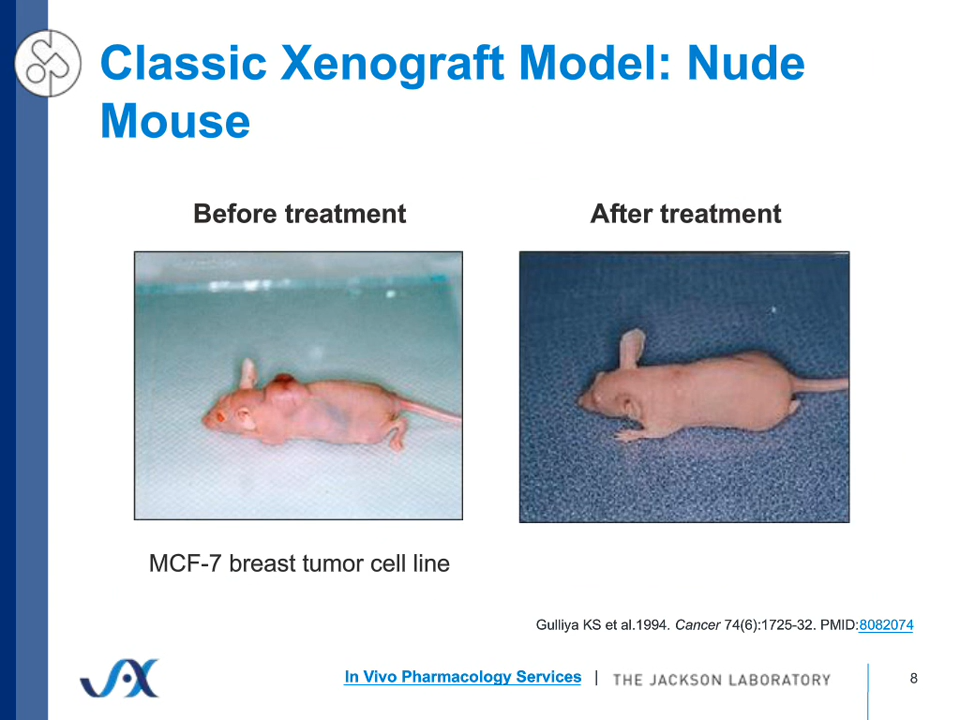 Classic Xenograft Model: Nude
Mouse
Before treatment
After treatment
MCF-7 breast tumor cell line
Gulliya KS et al.1994. Cancer 74(6):1725-32. PMID:8082074
JAX
In Vivo Pharmacology Services | THE JACKSON LABORATORY
8